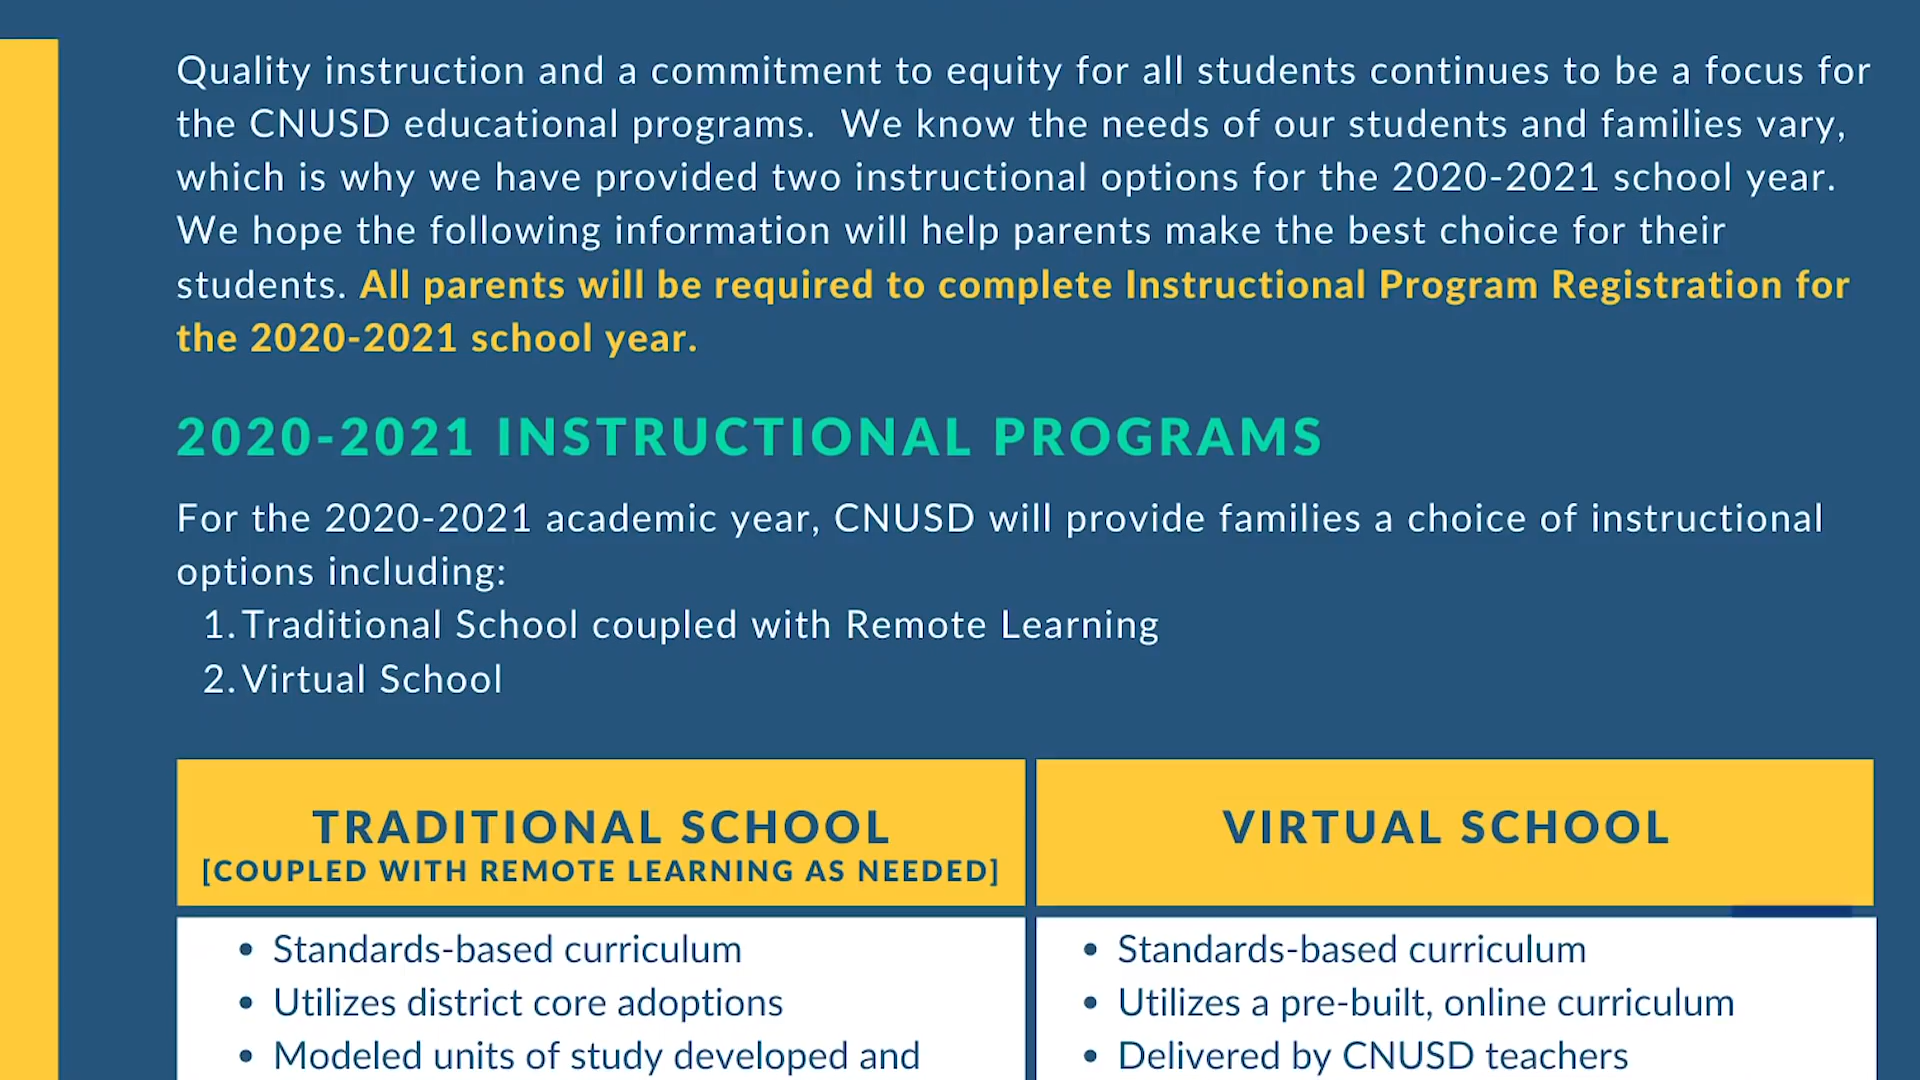 Quality instruction and a commitment to equity for all students continues to be a focus for
the CNUSD educational programs.  We know the needs of our students and families vary,
which is why we have provided two instructional options for the 2020-2021 school year.
We hope the following information will help parents make the best choice for their
students. All parents will be required to complete Instructional Program Registration for
the 2020-2021 school year.
2020-2021 INSTRUCTIONAL PROGRAMS
For the 2020-2021 academic year, CNUSD will provide families a choice of instructional
options including:
1. Traditional School coupled with Remote Learning
2. Virtual School
TRADITIONAL SCHOOL
[COUPLED WITH REMOTE LEARNING AS NEEDED]
• Standards-based curriculum
• Utilizes district core adoptions
• Modeled units of study developed and
VIRTUAL SCHOOL
• Standards-based curriculum
• Utilizes a pre-built, online curriculum
• Delivered by CNUSD teachers